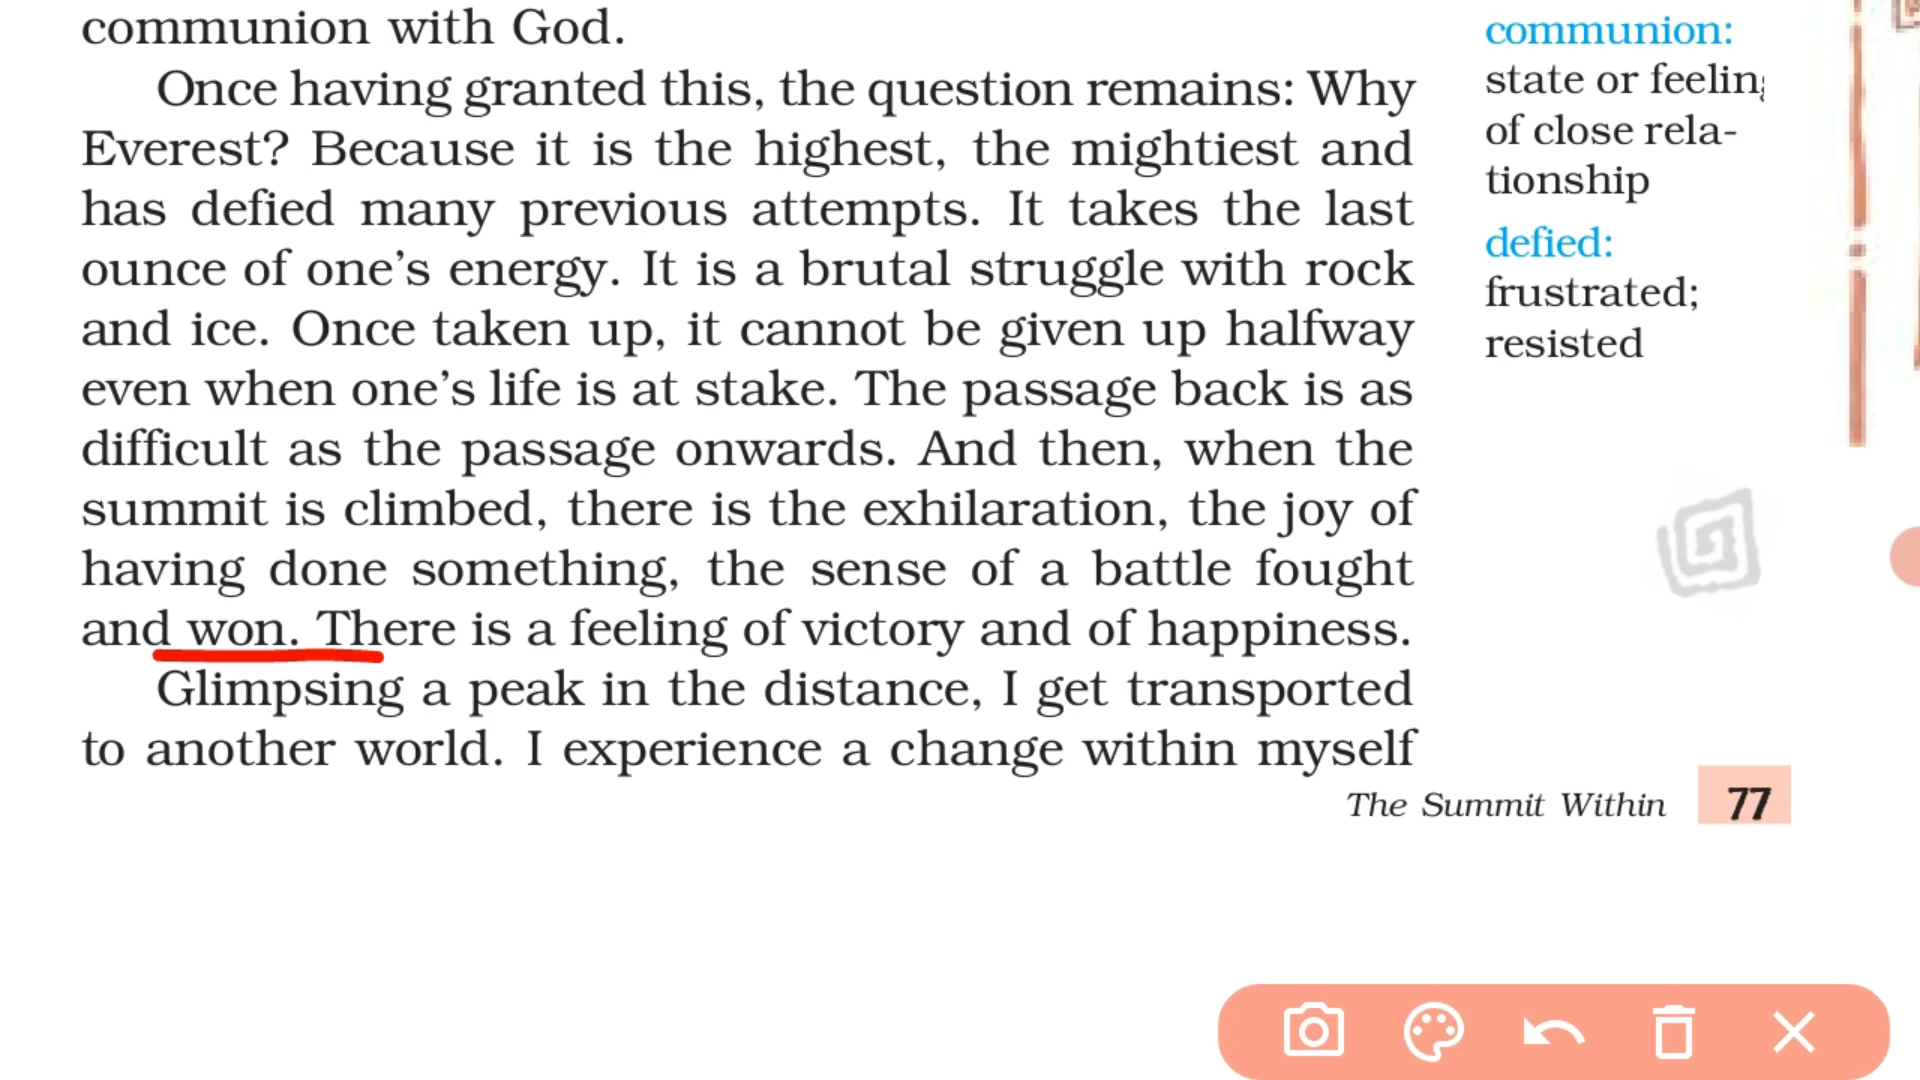 communion with God.
Once having granted this, the question remains: Why
Everest? Because it is the highest, the mightiest and
has defied many previous attempts. It takes the last
ounce of one’s energy. It is a brutal struggle with rock
and ice. Once taken up, it cannot be given up halfway
even when one’s life is at stake. The passage back is as
difficult as the passage onwards. And then, when the
summit is climbed, there is the exhilaration, the joy of
having done something, the sense of a battle fought
and won. There is a feeling of victory and of happiness.
Glimpsing a peak in the distance, I get transported
to another world. I experience a change within myself
communion:
state or feeling
of close rela-
tionship
defied:
frustrated;
resisted
The Summit Within 77